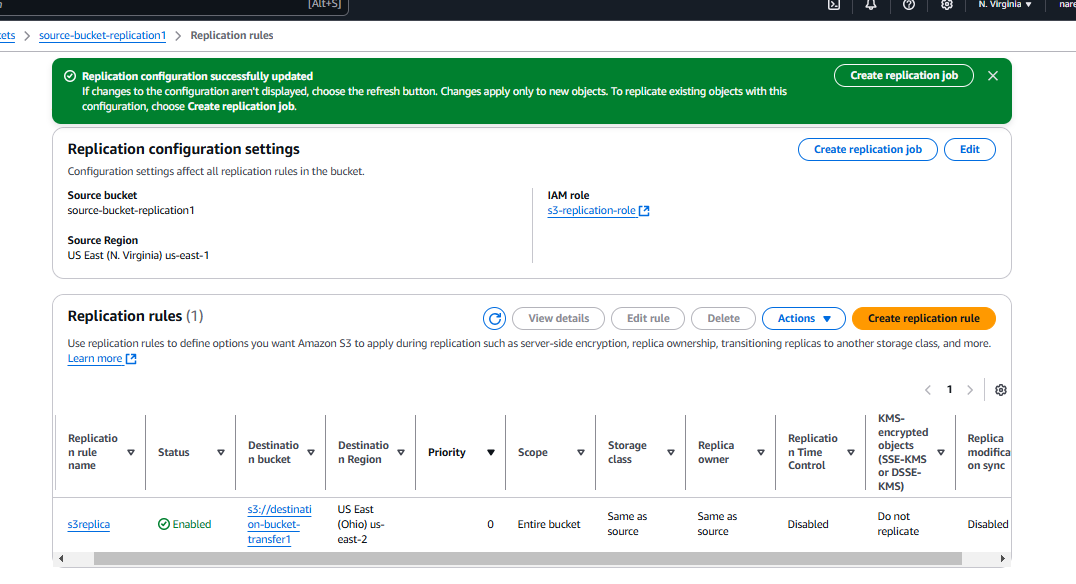 [Alt+S]
N. Virginia
source-bucket-replication1
Replication rules
Replication configuration successfully updated
Create replication job
If changes to the configuration aren't displayed, choose the refresh button. Changes apply only to new objects. To replicate existing objects with this
configuration, choose Create replication job.
Replication configuration settings
Create replication job
Edit
Configuration settings affect all replication rules in the bucket.
Source bucket
source-bucket-replication1
IAM role
s3-replication-role
Source Region
US East (N. Virginia) us-east-1
Replication rules (1)
View details
Edit rule
Delete
Actions
Create replication rule
Use replication rules to define options you want Amazon S3 to apply during replication such as server-side encryption, replica ownership, transitioning replicas to another storage class, and more.
Learn more
1
Replicatio
n rule
name
Status
Destinatio
n bucket
Destinatio
n Region
Priority
Scope
Storage
class
Replica
owner
Replicatio
n Time
Control
KMS-
encrypted
objects
(SSE-KMS
or DSSE-
KMS)
Replica
modifica
on sync
s3replica
Enabled
s3://destinati
on-bucket-
transfer1
US East
(Ohio) us-
east-2
0
Entire bucket
Same as
source
Same as
source
Disabled
Do not
replicate
Disabled